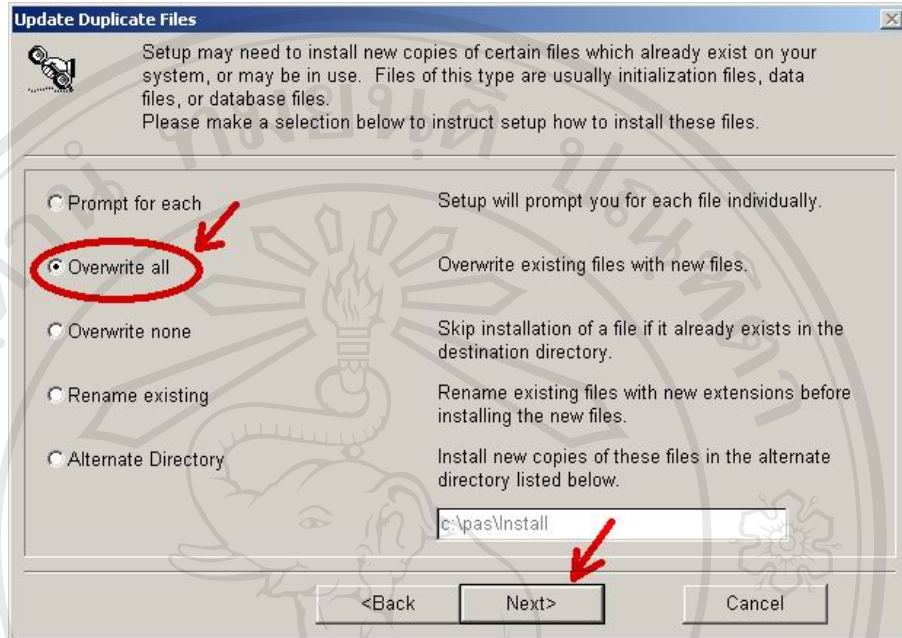 Update Duplicate Files
Setup may need to install new copies of certain files which already exist on your
system, or may be in use. Files of this type are usually initialization files, data
files, or database files.
Please make a selection below to instruct setup how to install these files.
Prompt for each
Setup will prompt you for each file individually.
Overwrite all
Overwrite existing files with new files.
Overwrite none
Skip installation of a file if it already exists in the
destination directory.
Rename existing
Rename existing files with new extensions before
installing the new files.
Alternate Directory
Install new copies of these files in the alternate
directory listed below.
c:\pas\Install
<Back
Next>
Cancel